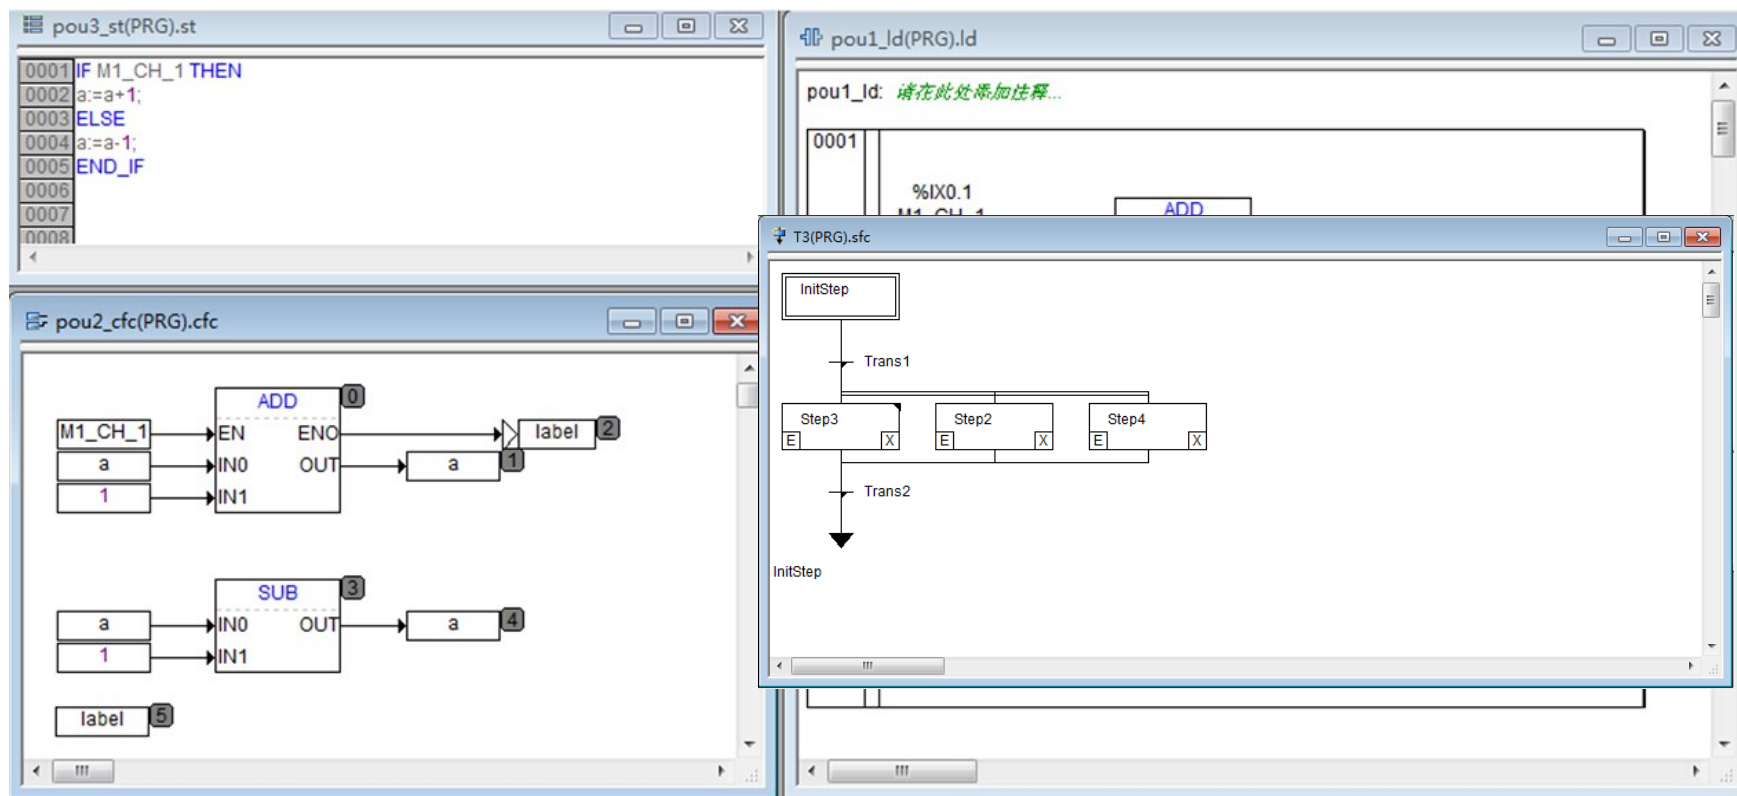 pou3_st(PRG).st
0001 IF M1_CH_1 THEN
0002 a:=a+1;
0003 ELSE
0004 a:=a-1;
0005 END_IF
0006
0007
0008
pou1_ld(PRG).ld
pou1_ld: 请在此处添加注释...
0001
%IX0.1
M1_CH_1
ADD
pou2_cfc(PRG).cfc
ADD 0
M1_CH_1 EN ENO label 2
a IN0 OUT a 1
1 IN1
SUB 3
a IN0 OUT a 4
1 IN1
label 5
T3(PRG).sfc
InitStep
Trans1
Step3 Step2 Step4
E X E X E X
Trans2
InitStep